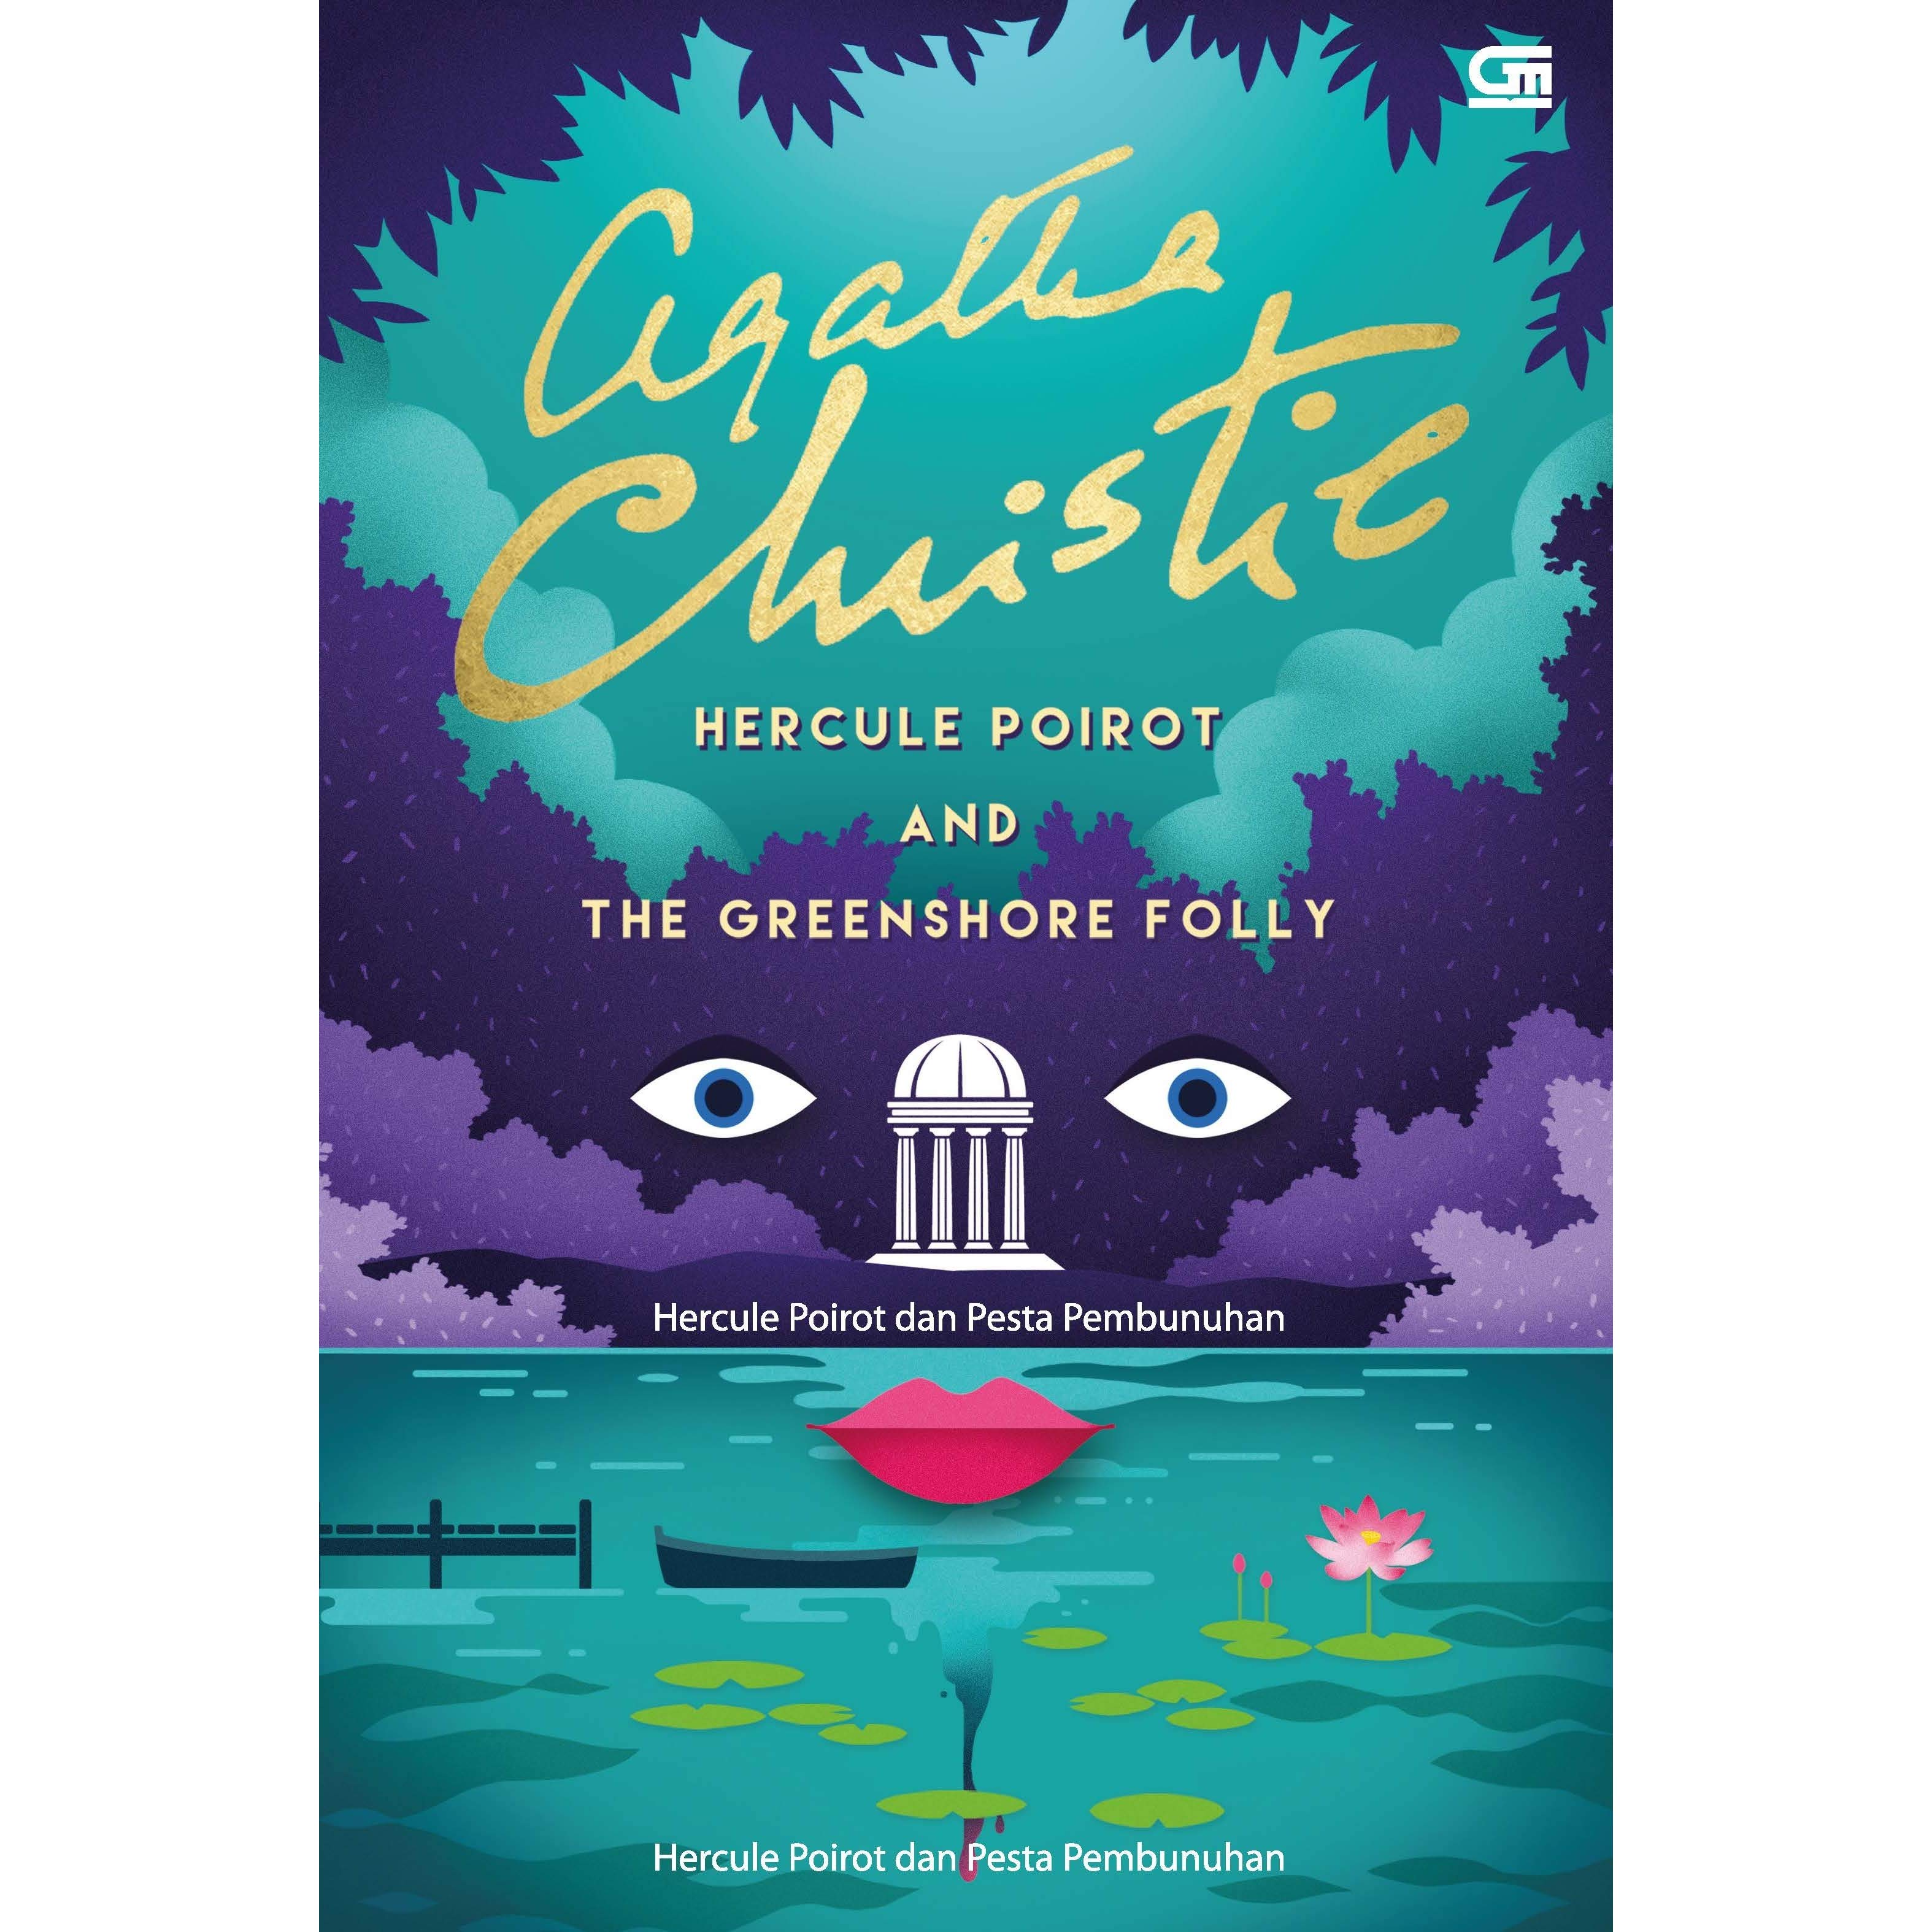 GM
Agatha
Christie
HERCULE POIROT
AND
THE GREENSHORE FOLLY
Hercule Poirot dan Pesta Pembunuhan
Hercule Poirot dan Pesta Pembunuhan